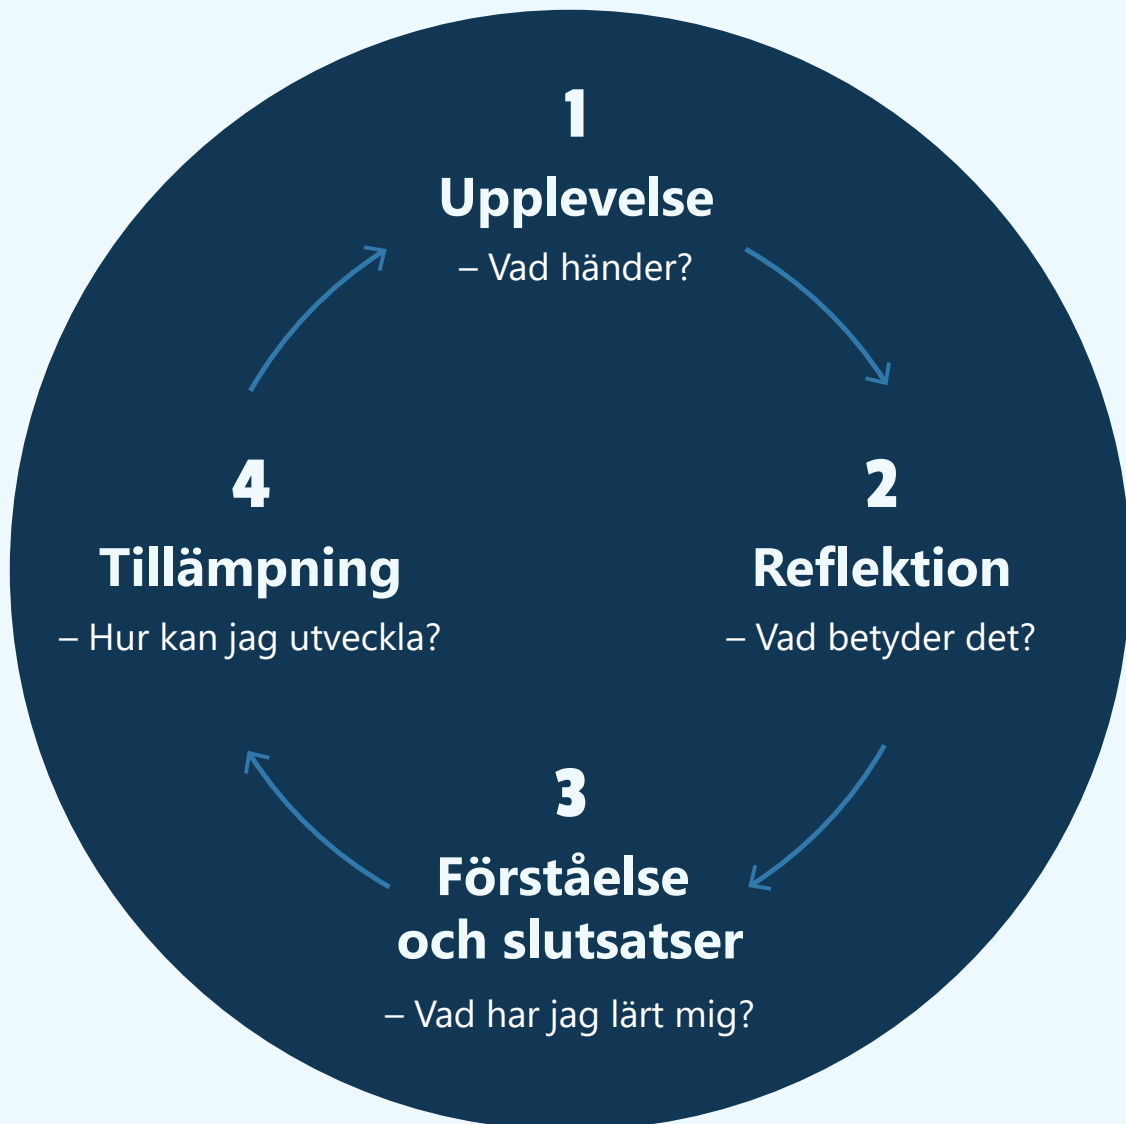 1
Upplevelse
– Vad händer?
2
Reflektion
– Vad betyder det?
3
Förståelse
och slutsatser
– Vad har jag lärt mig?
4
Tillämpning
– Hur kan jag utveckla?